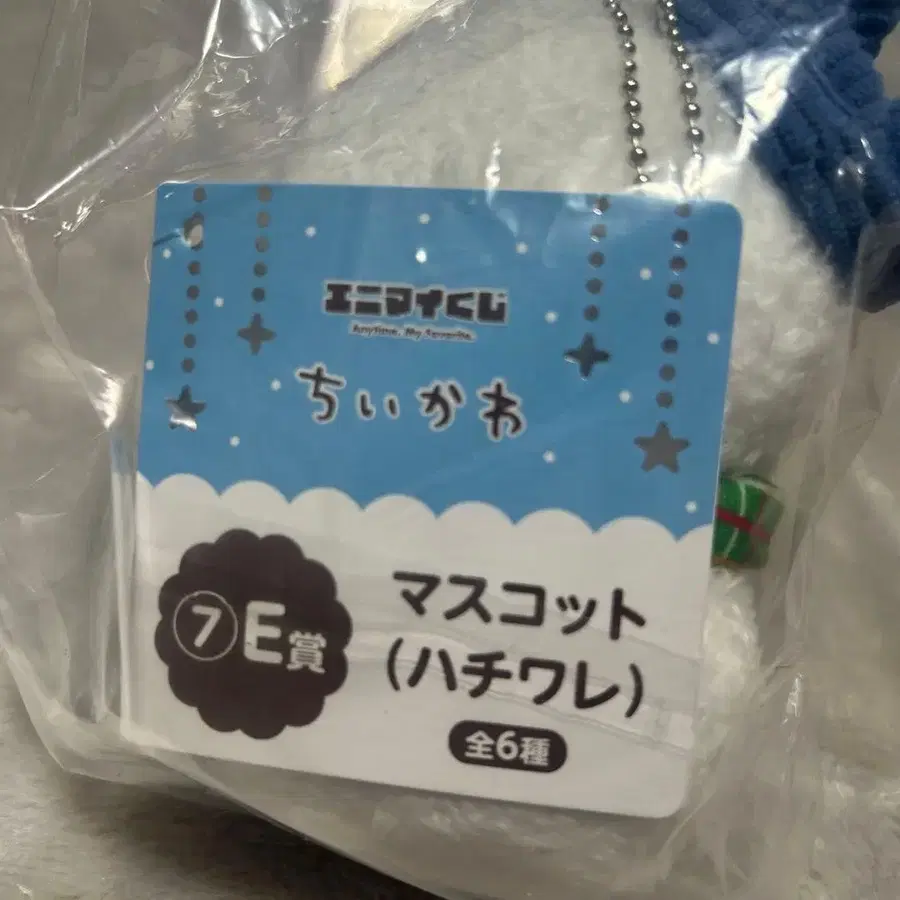 エニマイくじ
Anytime, My Favorite.
ちいかわ
⑦E賞
マスコット
(ハチワレ)
全6種